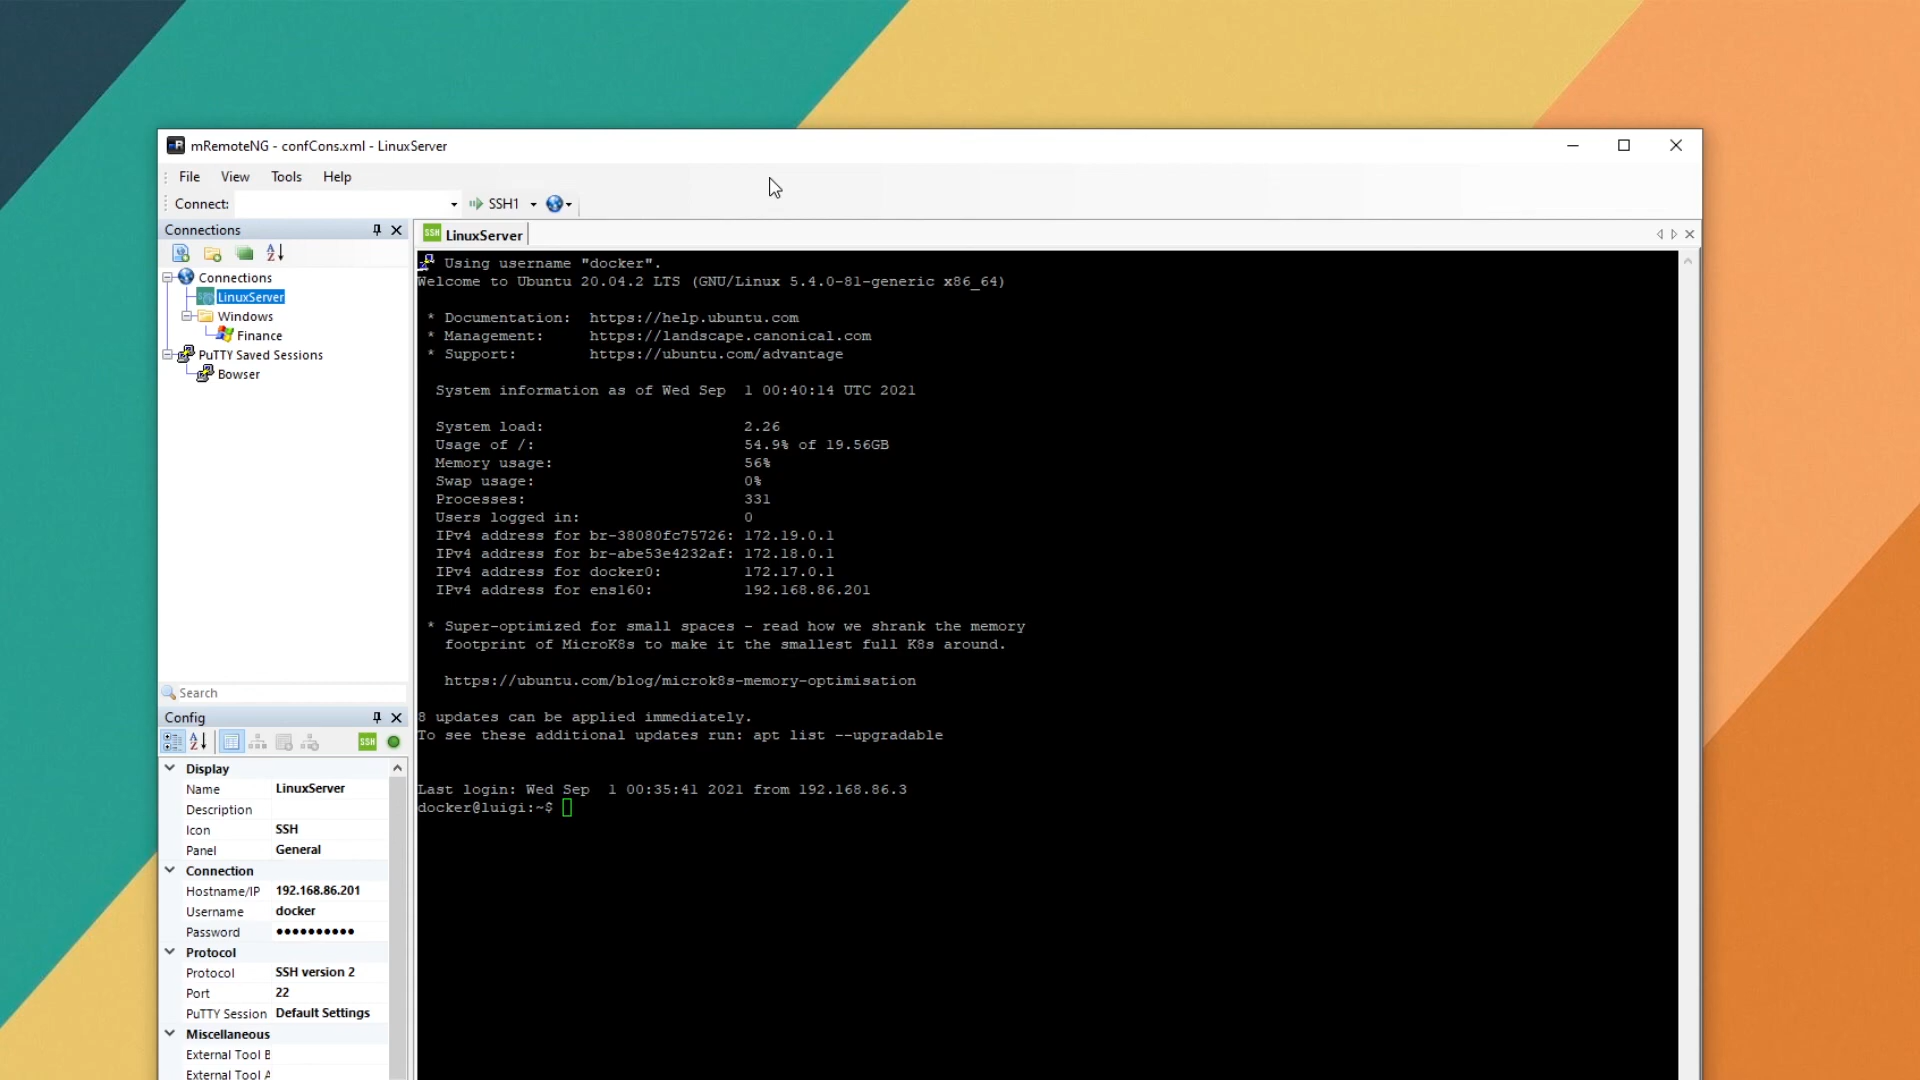 mRemoteNG - confCons.xml - LinuxServer
File View Tools Help
Connect: SSH1
Connections
Connections
LinuxServer
Windows
Finance
PuTTY Saved Sessions
Bowser
Search
Config
SSH
Display
Name LinuxServer
Description
Icon SSH
Panel General
Connection
Hostname/IP 192.168.86.201
Username docker
Password ●●●●●●●●●●
Protocol
Protocol SSH version 2
Port 22
PuTTY Session Default Settings
Miscellaneous
External Tool B
External Tool A
SSH LinuxServer
Using username "docker".
Welcome to Ubuntu 20.04.2 LTS (GNU/Linux 5.4.0-81-generic x86_64)
* Documentation: https://help.ubuntu.com
* Management: https://landscape.canonical.com
* Support: https://ubuntu.com/advantage
System information as of Wed Sep 1 00:40:14 UTC 2021
System load: 2.26
Usage of /: 54.9% of 19.56GB
Memory usage: 56%
Swap usage: 0%
Processes: 331
Users logged in: 0
IPv4 address for br-38080fc75726: 172.19.0.1
IPv4 address for br-abe53e4232af: 172.18.0.1
IPv4 address for docker0: 172.17.0.1
IPv4 address for ens160: 192.168.86.201
* Super-optimized for small spaces - read how we shrank the memory
footprint of MicroK8s to make it the smallest full K8s around.
https://ubuntu.com/blog/microk8s-memory-optimisation
8 updates can be applied immediately.
To see these additional updates run: apt list --upgradable
Last login: Wed Sep 1 00:35:41 2021 from 192.168.86.3
docker@luigi:~$